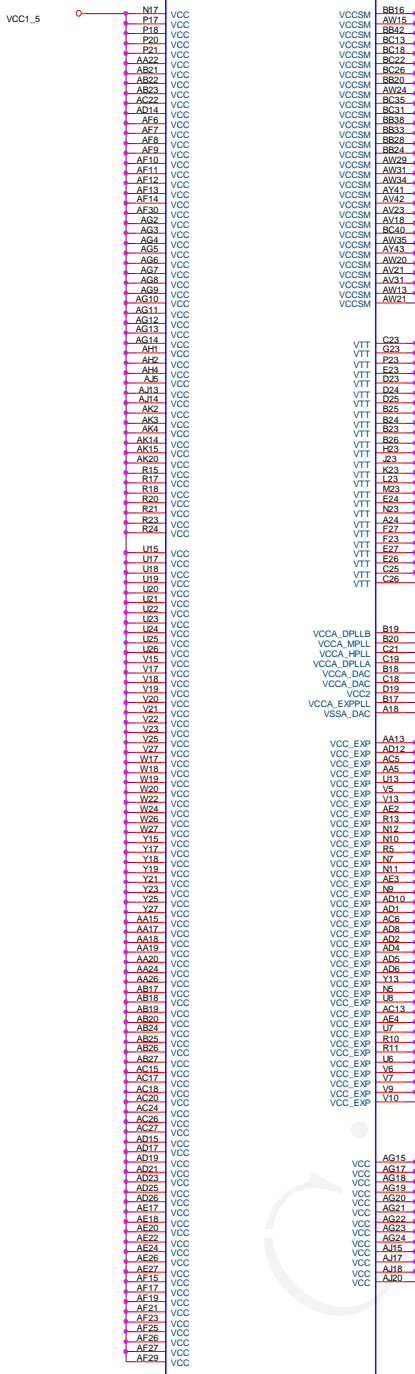 VCC1_5
N17 VCC
P17 VCC
P18 VCC
P20 VCC
P21 VCC
AA22 VCC
AB21 VCC
AB22 VCC
AB23 VCC
AC22 VCC
AD14 VCC
AF6 VCC
AF7 VCC
AF8 VCC
AF9 VCC
AF10 VCC
AF11 VCC
AF12 VCC
AF13 VCC
AF14 VCC
AF30 VCC
AG2 VCC
AG3 VCC
AG4 VCC
AG5 VCC
AG6 VCC
AG7 VCC
AG8 VCC
AG9 VCC
AG10 VCC
AG11 VCC
AG12 VCC
AG13 VCC
AG14 VCC
AH1 VCC
AH2 VCC
AH4 VCC
AJ5 VCC
AJ13 VCC
AJ14 VCC
AK2 VCC
AK3 VCC
AK4 VCC
AK14 VCC
AK15 VCC
AK20 VCC
R15 VCC
R17 VCC
R18 VCC
R20 VCC
R21 VCC
R23 VCC
R24 VCC
U15 VCC
U17 VCC
U18 VCC
U19 VCC
U20 VCC
U21 VCC
U22 VCC
U23 VCC
U24 VCC
U25 VCC
U26 VCC
V15 VCC
V17 VCC
V18 VCC
V19 VCC
V20 VCC
V21 VCC
V22 VCC
V23 VCC
V25 VCC
V27 VCC
W17 VCC
W18 VCC
W19 VCC
W20 VCC
W22 VCC
W24 VCC
W26 VCC
W27 VCC
Y15 VCC
Y17 VCC
Y18 VCC
Y19 VCC
Y21 VCC
Y23 VCC
Y25 VCC
Y27 VCC
AA15 VCC
AA17 VCC
AA18 VCC
AA19 VCC
AA20 VCC
AA24 VCC
AA26 VCC
AB17 VCC
AB18 VCC
AB19 VCC
AB20 VCC
AB24 VCC
AB25 VCC
AB26 VCC
AB27 VCC
AC15 VCC
AC17 VCC
AC18 VCC
AC20 VCC
AC24 VCC
AC26 VCC
AC27 VCC
AD15 VCC
AD17 VCC
AD19 VCC
AD21 VCC
AD23 VCC
AD25 VCC
AD26 VCC
AE17 VCC
AE18 VCC
AE20 VCC
AE22 VCC
AE24 VCC
AE26 VCC
AE27 VCC
AF15 VCC
AF17 VCC
AF19 VCC
AF21 VCC
AF23 VCC
AF25 VCC
AF26 VCC
AF27 VCC
AF29 VCC
VCCSM BB16
VCCSM AW15
VCCSM BB42
VCCSM BC13
VCCSM BC18
VCCSM BC22
VCCSM BC26
VCCSM BB20
VCCSM AW24
VCCSM BC35
VCCSM BC31
VCCSM BB38
VCCSM BB33
VCCSM BB28
VCCSM BB24
VCCSM AW29
VCCSM AW31
VCCSM AW34
VCCSM AY41
VCCSM AV42
VCCSM AV23
VCCSM AV18
VCCSM BC40
VCCSM AW35
VCCSM AY43
VCCSM AW20
VCCSM AV21
VCCSM AV31
VCCSM AW13
VCCSM AW21
VTT C23
VTT G23
VTT P23
VTT E23
VTT D23
VTT D24
VTT D25
VTT B25
VTT B24
VTT B23
VTT B26
VTT H23
VTT J23
VTT K23
VTT L23
VTT M23
VTT E24
VTT N23
VTT A24
VTT F27
VTT F23
VTT E27
VTT E26
VTT C25
VTT C26
VCCA_DPLLB B19
VCCA_MPLL B20
VCCA_HPLL C21
VCCA_DPLLA C19
VCCA_DAC B18
VCCA_DAC C18
VCC2 D19
VCCA_EXPPLL B17
VSSA_DAC A18
VCC_EXP AA13
VCC_EXP AD12
VCC_EXP AC5
VCC_EXP AA5
VCC_EXP U13
VCC_EXP V5
VCC_EXP V13
VCC_EXP AE2
VCC_EXP R13
VCC_EXP N12
VCC_EXP N10
VCC_EXP R5
VCC_EXP N7
VCC_EXP N11
VCC_EXP AE3
VCC_EXP N9
VCC_EXP AD10
VCC_EXP AD1
VCC_EXP AC6
VCC_EXP AD8
VCC_EXP AD2
VCC_EXP AD4
VCC_EXP AD5
VCC_EXP AD6
VCC_EXP Y13
VCC_EXP N5
VCC_EXP U8
VCC_EXP AC13
VCC_EXP AE4
VCC_EXP U7
VCC_EXP R10
VCC_EXP R11
VCC_EXP U6
VCC_EXP V6
VCC_EXP V7
VCC_EXP V9
VCC_EXP V10
VCC AG15
VCC AG17
VCC AG18
VCC AG19
VCC AG20
VCC AG21
VCC AG22
VCC AG23
VCC AG24
VCC AJ15
VCC AJ17
VCC AJ18
VCC AJ20